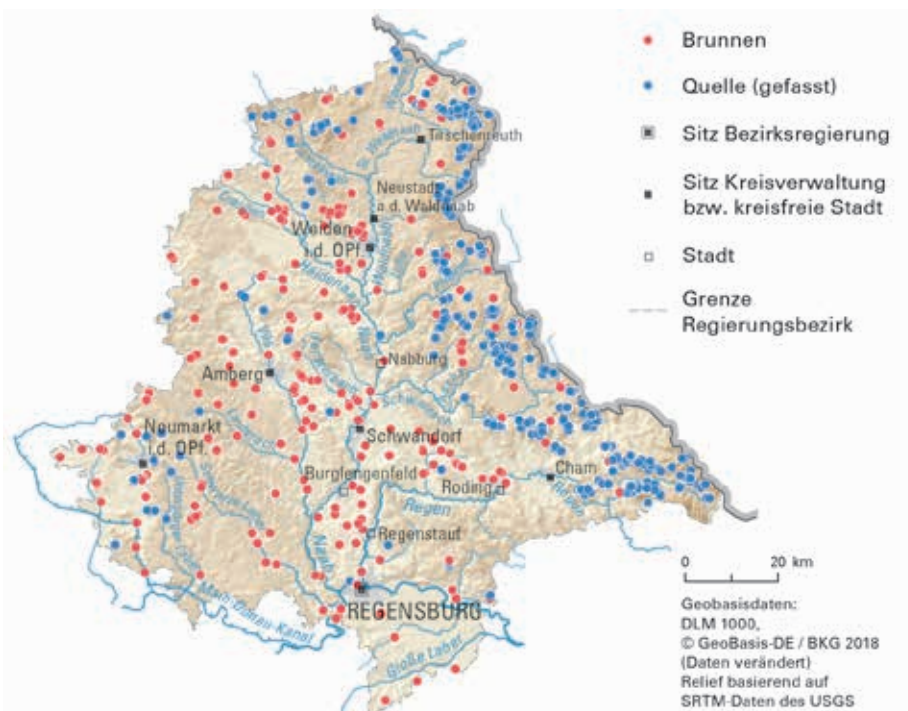 Brunnen
Quelle (gefasst)
Sitz Bezirksregierung
Sitz Kreisverwaltung
bzw. kreisfreie Stadt
Stadt
Grenze
Regierungsbezirk
Tirschenreuth
Neustadt
a.d. Waldnaab
Weiden
i.d. OPf.
Haidenaab
Nabburg
Amberg
Neumarkt
i.d. OPf.
Schwandorf
Burglengenfeld
Cham
Roding
Regen
Regen
Regenstauf
Naab
REGENSBURG
Main-Donau-Kanal
Große Laber
0 20 km
Geobasisdaten:
DLM 1000,
© GeoBasis-DE / BKG 2018
(Daten verändert)
Relief basierend auf
SRTM-Daten des USGS